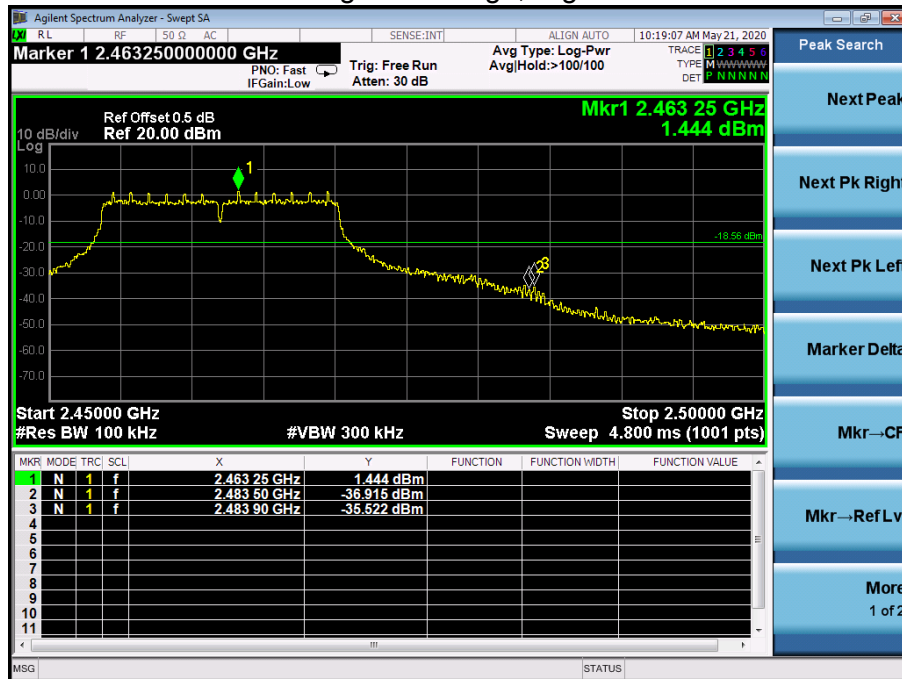 Agilent Spectrum Analyzer - Swept SA
LXI RL RF 50 Ω AC SENSE:INT ALIGN AUTO 10:19:07 AM May 21, 2020
Marker 1 2.463250000000 GHz
PNO: Fast
IFGain:Low
Trig: Free Run
Atten: 30 dB
Avg Type: Log-Pwr
Avg|Hold:>100/100
TRACE 1 2 3 4 5 6
TYPE M WWWWW
DET P N N N N N
Peak Search
Mkr1 2.463 25 GHz
1.444 dBm
Ref Offset 0.5 dB
10 dB/div Ref 20.00 dBm
Log
10.0
0.00
-10.0
-20.0
-30.0
-40.0
-50.0
-60.0
-70.0
1
-18.56 dBm
2 3
Start 2.45000 GHz Stop 2.50000 GHz
#Res BW 100 kHz #VBW 300 kHz Sweep 4.800 ms (1001 pts)
MKR MODE TRC SCL X Y FUNCTION FUNCTION WIDTH FUNCTION VALUE
1 N 1 f 2.463 25 GHz 1.444 dBm
2 N 1 f 2.483 50 GHz -36.915 dBm
3 N 1 f 2.483 90 GHz -35.522 dBm
4
5
6
7
8
9
10
11
Next Peak
Next Pk Right
Next Pk Left
Marker Delta
Mkr→CF
Mkr→Ref Lv
More
1 of 2
MSG STATUS